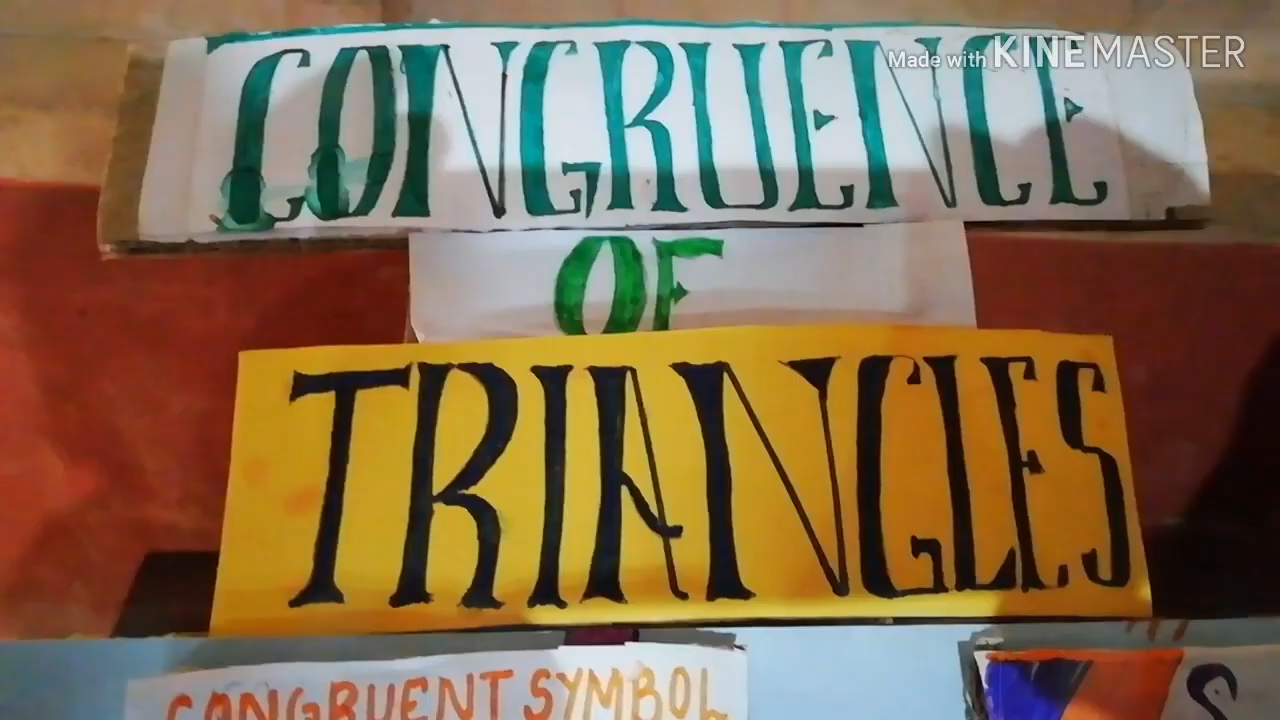 Made with KINEMASTER
CONGRUENCE
OF
TRIANGLES
CONGRUENT SYMBOL
S